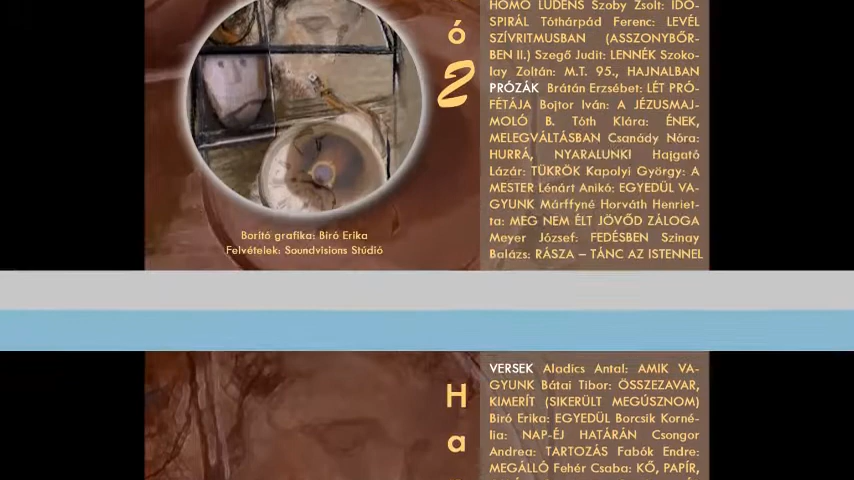 ó
2
Borító grafika: Bíró Erika
Felvételek: Soundvisions Stúdió
HOMO LUDENS Szoby Zsolt: IDŐ-
SPIRÁL Tóthárpád Ferenc: LEVÉL
SZÍVRITMUSBAN (ASSZONYBŐR-
BEN II.) Szegő Judit: LENNÉK Szoko-
lay Zoltán: M.T. 95., HAJNALBAN
PRÓZÁK Brátán Erzsébet: LÉT PRÓ-
FÉTÁJA Bojtor Iván: A JÉZUSMAJ-
MOLÓ B. Tóth Klára: ÉNEK,
MELEGVÁLTÁSBAN Csanády Nóra:
HURRÁ, NYARALUNK! Hajgató
Lázár: TÜKRÖK Kapolyi György: A
MESTER Lénárt Anikó: EGYEDÜL VA-
GYUNK Márffyné Horváth Henriet-
ta: MEG NEM ÉLT JÖVŐD ZÁLOGA
Meyer József: FEDÉSBEN Szinay
Balázs: RÁSZA – TÁNC AZ ISTENNEL
H
a
VERSEK Aladics Antal: AMIK VA-
GYUNK Bátai Tibor: ÖSSZEZAVAR,
KIMERÍT (SIKERÜLT MEGÚSZNOM)
Bíró Erika: EGYEDÜL Borcsik Korné-
lia: NAP-ÉJ HATÁRÁN Csongor
Andrea: TARTOZÁS Fabók Endre:
MEGÁLLÓ Fehér Csaba: KŐ, PAPÍR,